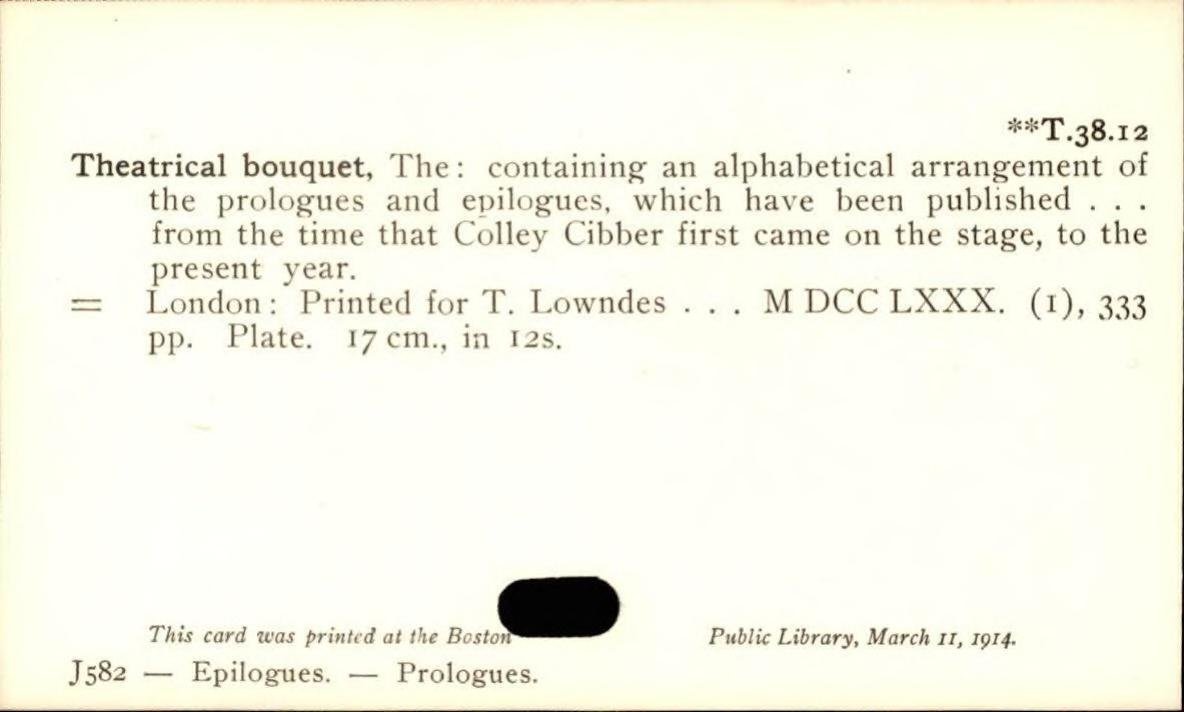 **T.38.12
Theatrical bouquet, The: containing an alphabetical arrangement of
the prologues and epilogues, which have been published . . .
from the time that Colley Cibber first came on the stage, to the
present year.
= London: Printed for T. Lowndes . . . M DCC LXXX. (1), 333
pp. Plate. 17 cm., in 12s.
This card was printed at the Boston Public Library, March 11, 1914.
J582 — Epilogues. — Prologues.